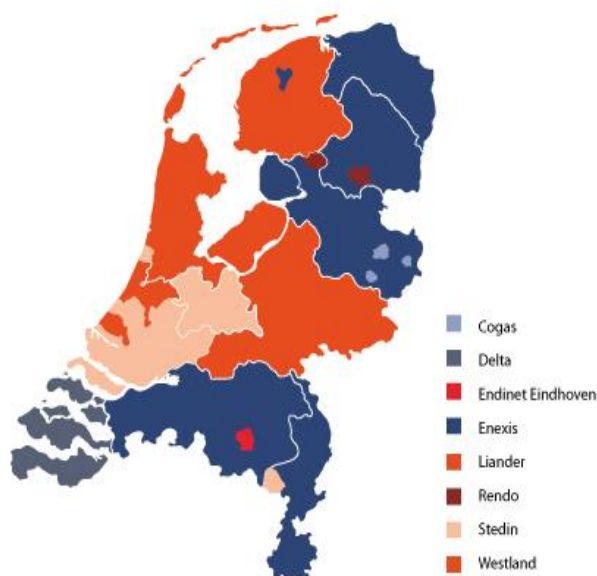 Cogas
Delta
Endinet Eindhoven
Enexis
Liander
Rendo
Stedin
Westland